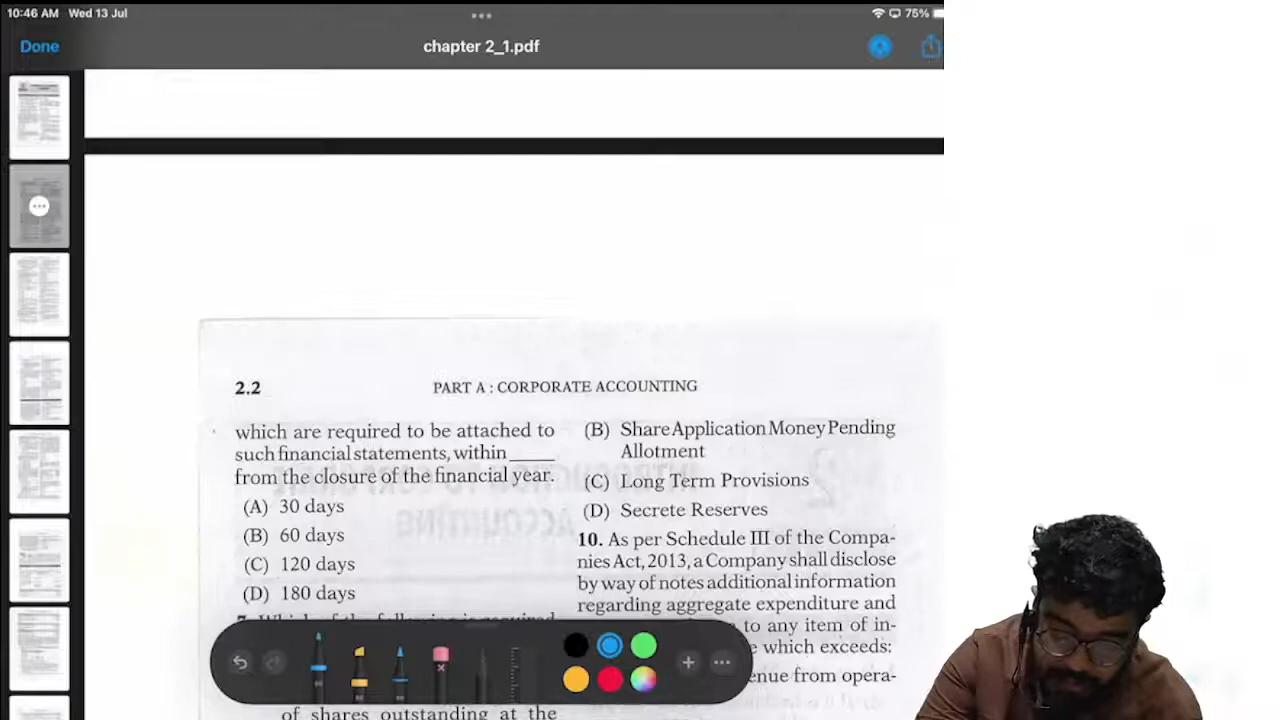 10:46 AM Wed 13 Jul
75%
Done
chapter 2_1.pdf
2.2
PART A : CORPORATE ACCOUNTING
which are required to be attached to
such financial statements, within _____
from the closure of the financial year.
(A) 30 days
(B) 60 days
(C) 120 days
(D) 180 days
of shares outstanding at the
(B) Share Application Money Pending
Allotment
(C) Long Term Provisions
(D) Secrete Reserves
10. As per Schedule III of the Compa-
nies Act, 2013, a Company shall disclose
by way of notes additional information
regarding aggregate expenditure and
to any item of in-
which exceeds:
enue from opera-